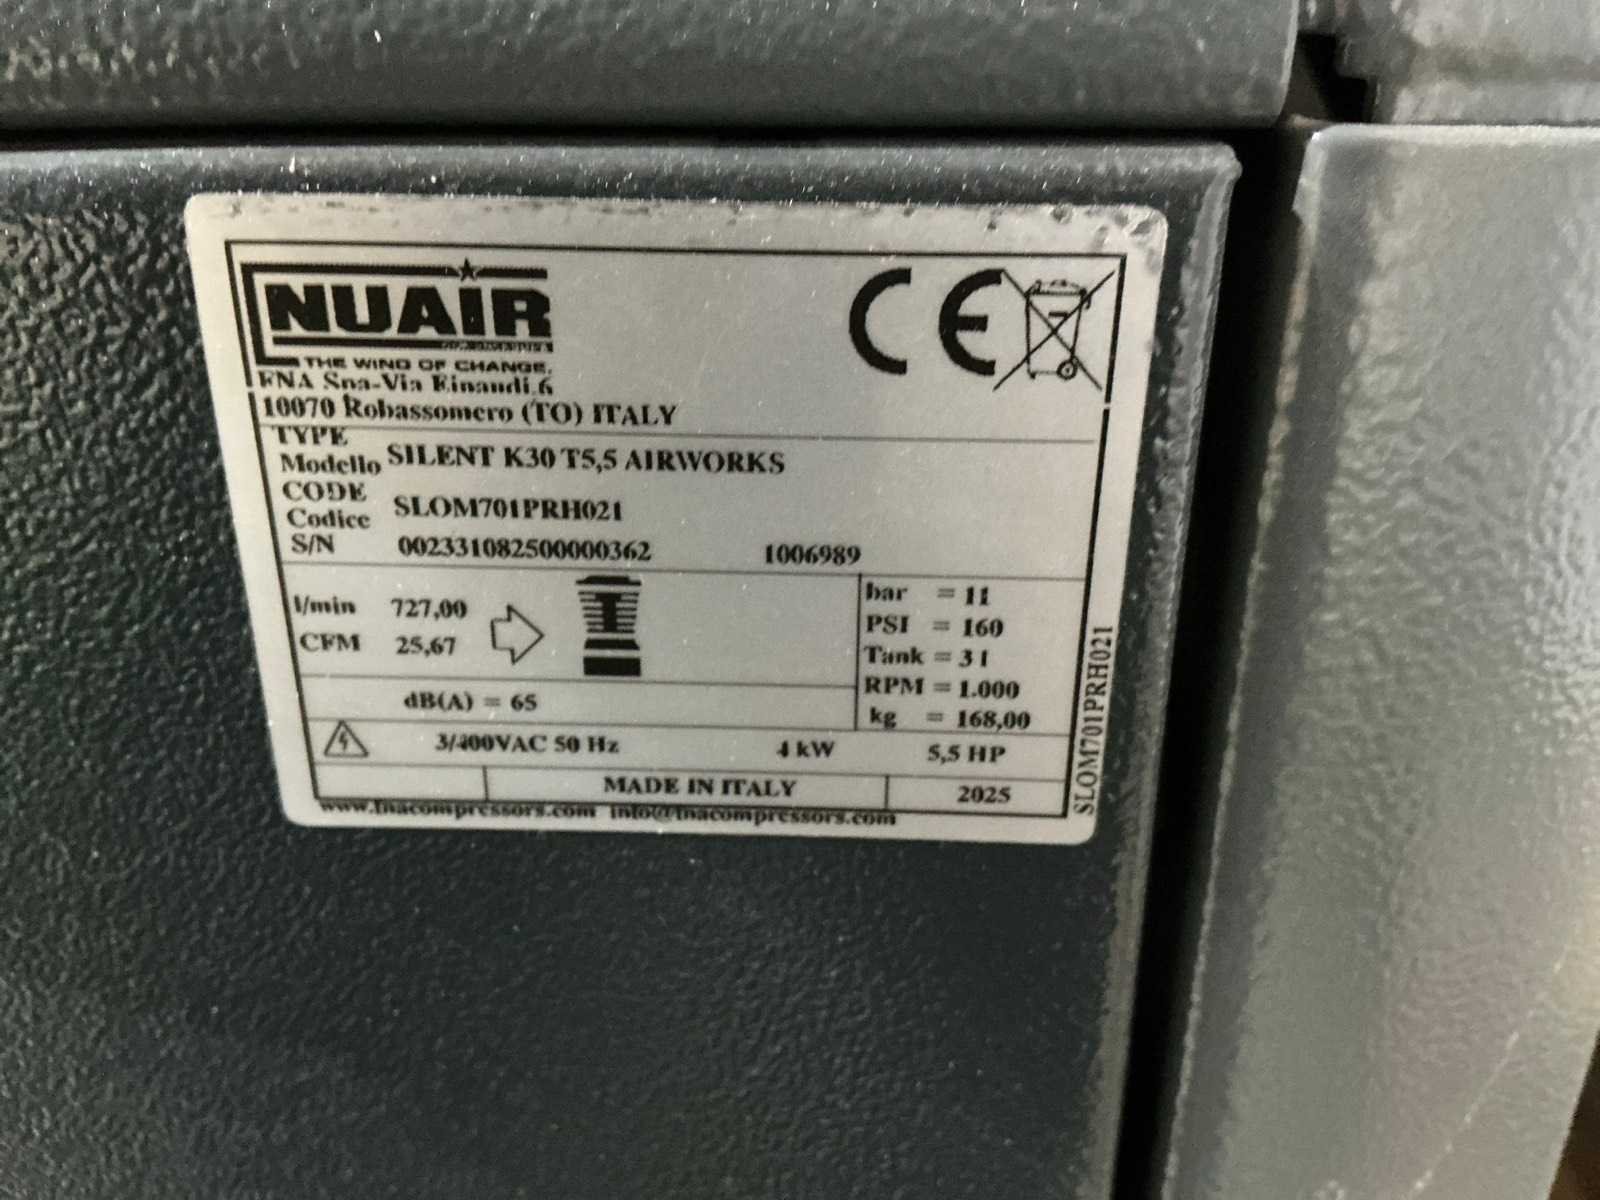 NUAIR
THE WIND OF CHANGE.
FNA Spa-Via Einaudi,6
10070 Robassomero (TO) ITALY
CE
TYPE
Modello SILENT K30 T5,5 AIRWORKS
CODE
Codice SLOM701PRH021
S/N 002331082500000362 1006989
l/min 727,00
CFM 25,67
bar = 11
PSI = 160
Tank = 3 l
RPM = 1.000
kg = 168,00
dB(A) = 65
3/400VAC 50 Hz 4 kW 5,5 HP
MADE IN ITALY 2025
www.fnacompressors.com info@fnacompressors.com
SLOM701PRH021